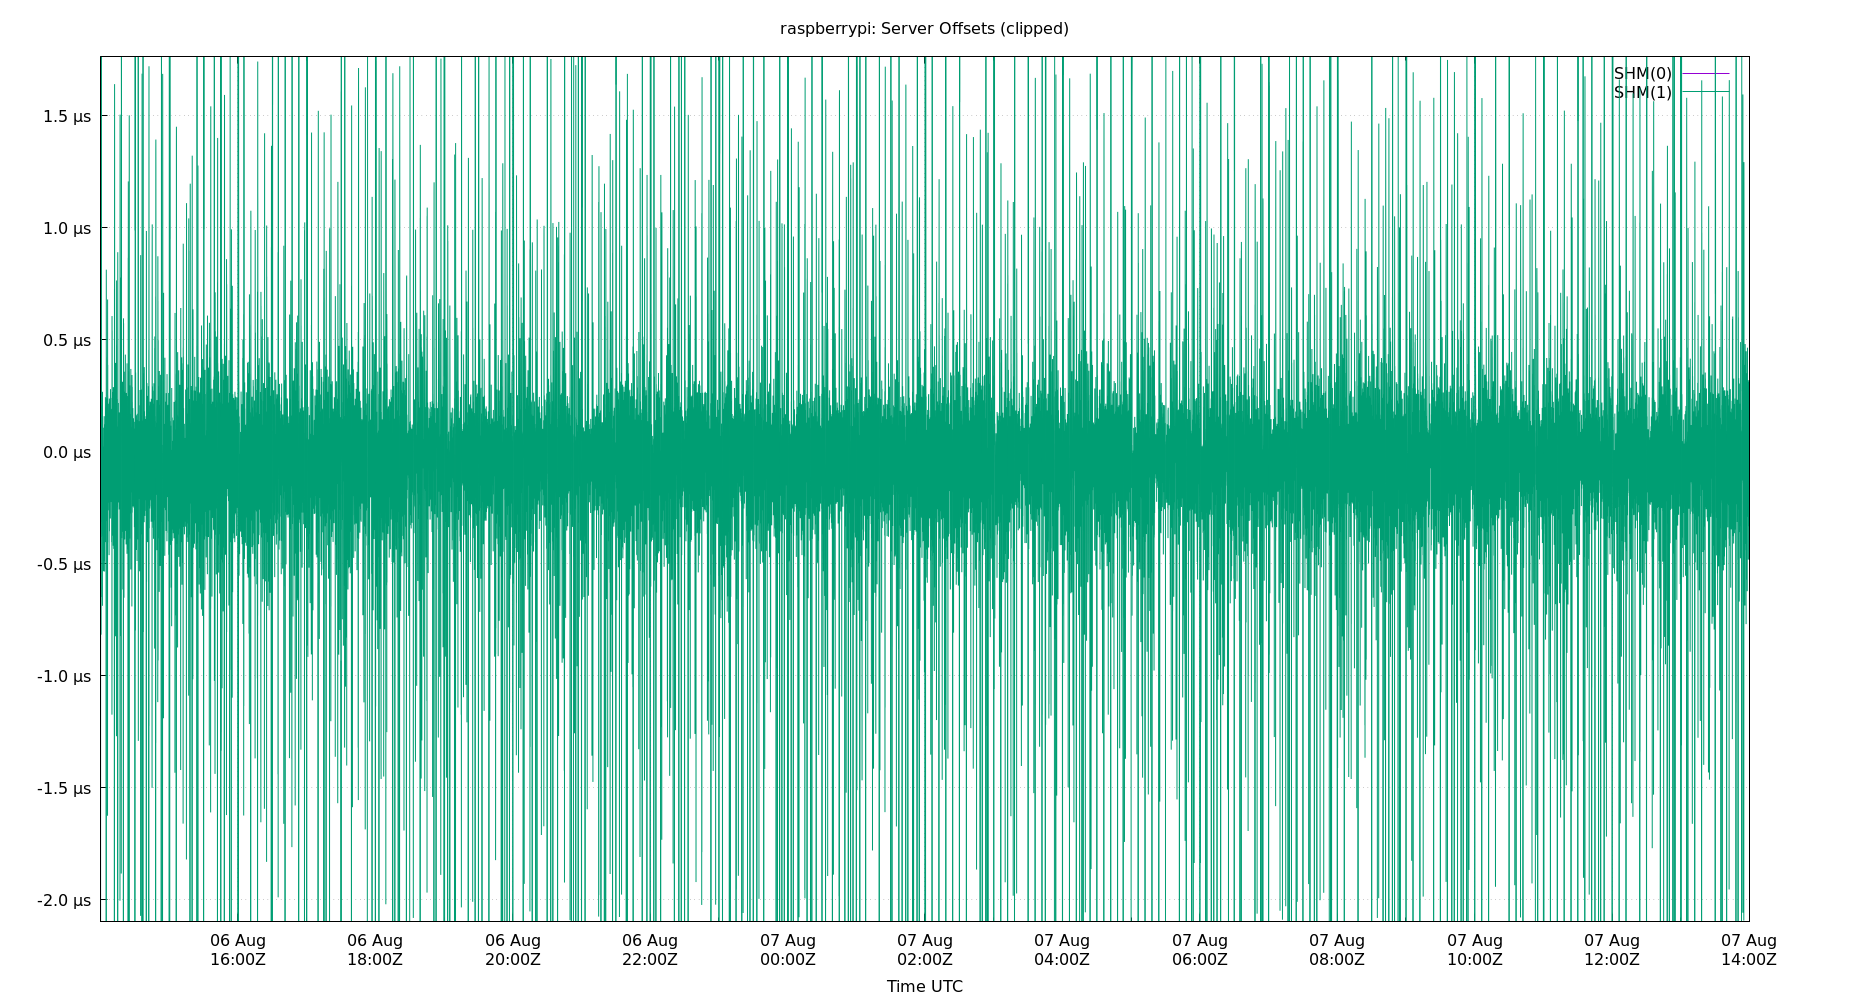 raspberrypi: Server Offsets (clipped)
SHM(0)
SHM(1)
1.5 µs
1.0 µs
0.5 µs
0.0 µs
-0.5 µs
-1.0 µs
-1.5 µs
-2.0 µs
06 Aug 06 Aug 06 Aug 06 Aug 07 Aug 07 Aug 07 Aug 07 Aug 07 Aug 07 Aug 07 Aug 07 Aug
16:00Z 18:00Z 20:00Z 22:00Z 00:00Z 02:00Z 04:00Z 06:00Z 08:00Z 10:00Z 12:00Z 14:00Z
Time UTC